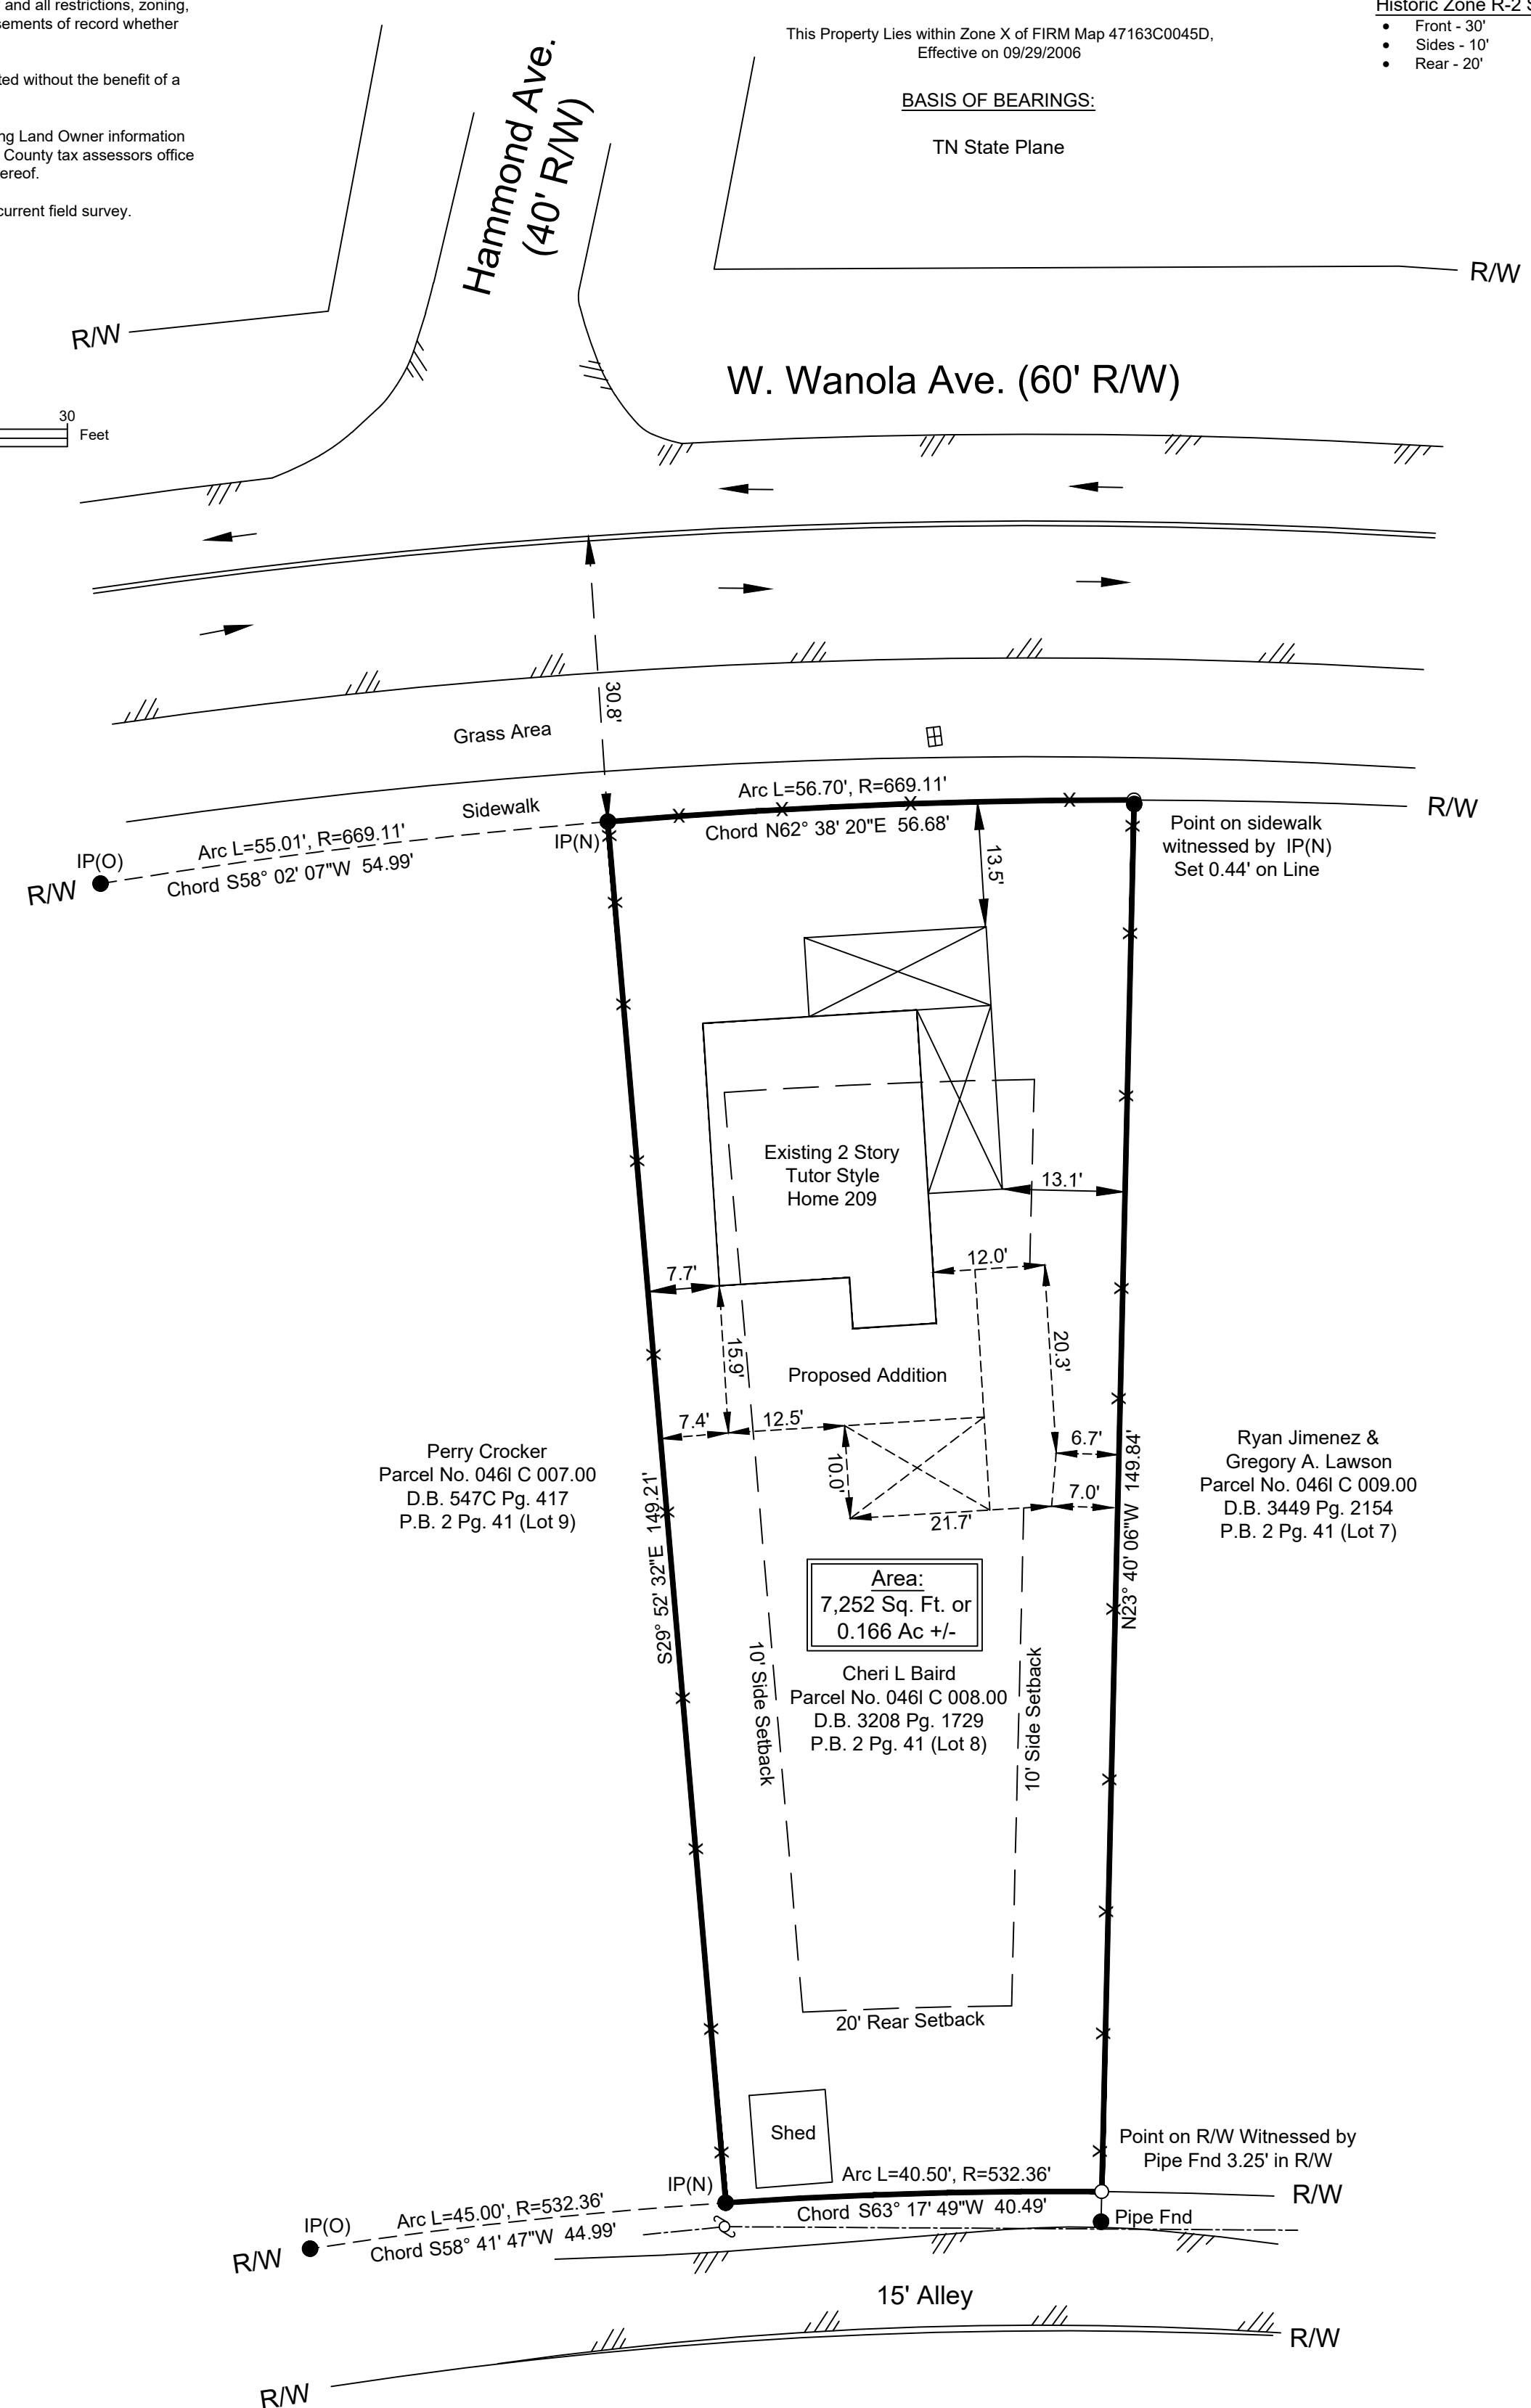 and all restrictions, zoning,
sements of record whether
ted without the benefit of a
ng Land Owner information
County tax assessors office
ereof.
current field survey.
This Property Lies within Zone X of FIRM Map 47163C0045D,
Effective on 09/29/2006
BASIS OF BEARINGS:
TN State Plane
Historic Zone R-2 S
• Front - 30'
• Sides - 10'
• Rear - 20'
Hammond Ave.
(40' R/W)
R/W
R/W
W. Wanola Ave. (60' R/W)
30
Feet
30.8'
Grass Area
Sidewalk
Arc L=56.70', R=669.11'
Chord N62° 38' 20"E 56.68'
R/W
IP(N)
Arc L=55.01', R=669.11'
Chord S58° 02' 07"W 54.99'
IP(O)
R/W
Point on sidewalk
witnessed by IP(N)
Set 0.44' on Line
13.5'
Existing 2 Story
Tutor Style
Home 209
13.1'
12.0'
7.7'
15.9'
20.3'
Proposed Addition
7.4'
12.5'
10.0'
6.7'
7.0'
21.7'
Perry Crocker
Parcel No. 046I C 007.00
D.B. 547C Pg. 417
P.B. 2 Pg. 41 (Lot 9)
Ryan Jimenez &
Gregory A. Lawson
Parcel No. 046I C 009.00
D.B. 3449 Pg. 2154
P.B. 2 Pg. 41 (Lot 7)
S29° 52' 32"E 149.21'
N23° 40' 06"W 149.84'
Area:
7,252 Sq. Ft. or
0.166 Ac +/-
Cheri L Baird
Parcel No. 046I C 008.00
D.B. 3208 Pg. 1729
P.B. 2 Pg. 41 (Lot 8)
10' Side Setback
10' Side Setback
20' Rear Setback
Shed
Point on R/W Witnessed by
Pipe Fnd 3.25' in R/W
IP(N)
Arc L=40.50', R=532.36'
Chord S63° 17' 49"W 40.49'
R/W
Pipe Fnd
IP(O)
Arc L=45.00', R=532.36'
Chord S58° 41' 47"W 44.99'
R/W
15' Alley
R/W
R/W